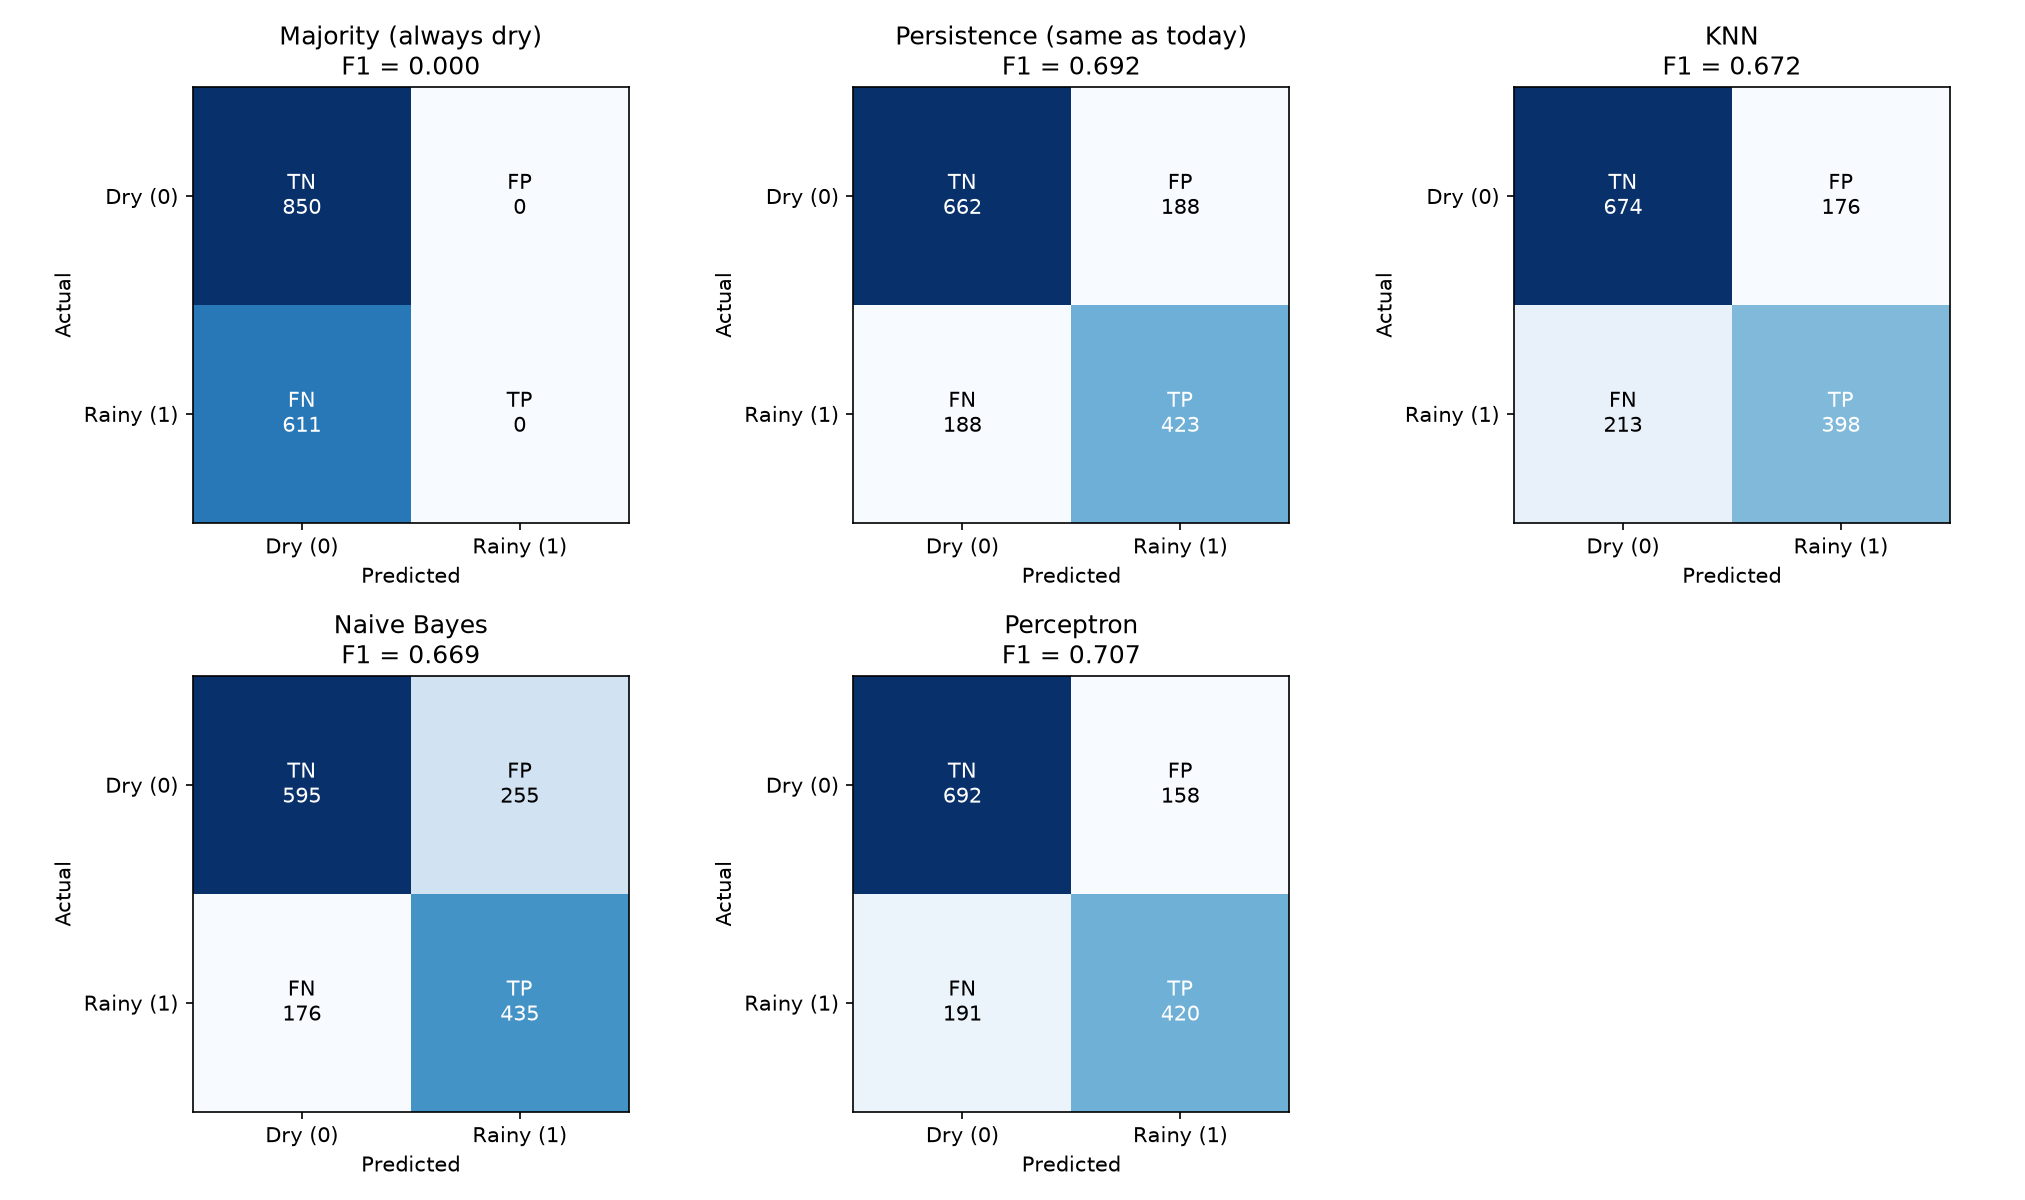 Majority (always dry)
F1 = 0.000
Dry (0)
Rainy (1)
Actual
TN
850
FP
0
FN
611
TP
0
Dry (0)
Rainy (1)
Predicted
Persistence (same as today)
F1 = 0.692
Dry (0)
Rainy (1)
Actual
TN
662
FP
188
FN
188
TP
423
Dry (0)
Rainy (1)
Predicted
KNN
F1 = 0.672
Dry (0)
Rainy (1)
Actual
TN
674
FP
176
FN
213
TP
398
Dry (0)
Rainy (1)
Predicted
Naive Bayes
F1 = 0.669
Dry (0)
Rainy (1)
Actual
TN
595
FP
255
FN
176
TP
435
Dry (0)
Rainy (1)
Predicted
Perceptron
F1 = 0.707
Dry (0)
Rainy (1)
Actual
TN
692
FP
158
FN
191
TP
420
Dry (0)
Rainy (1)
Predicted